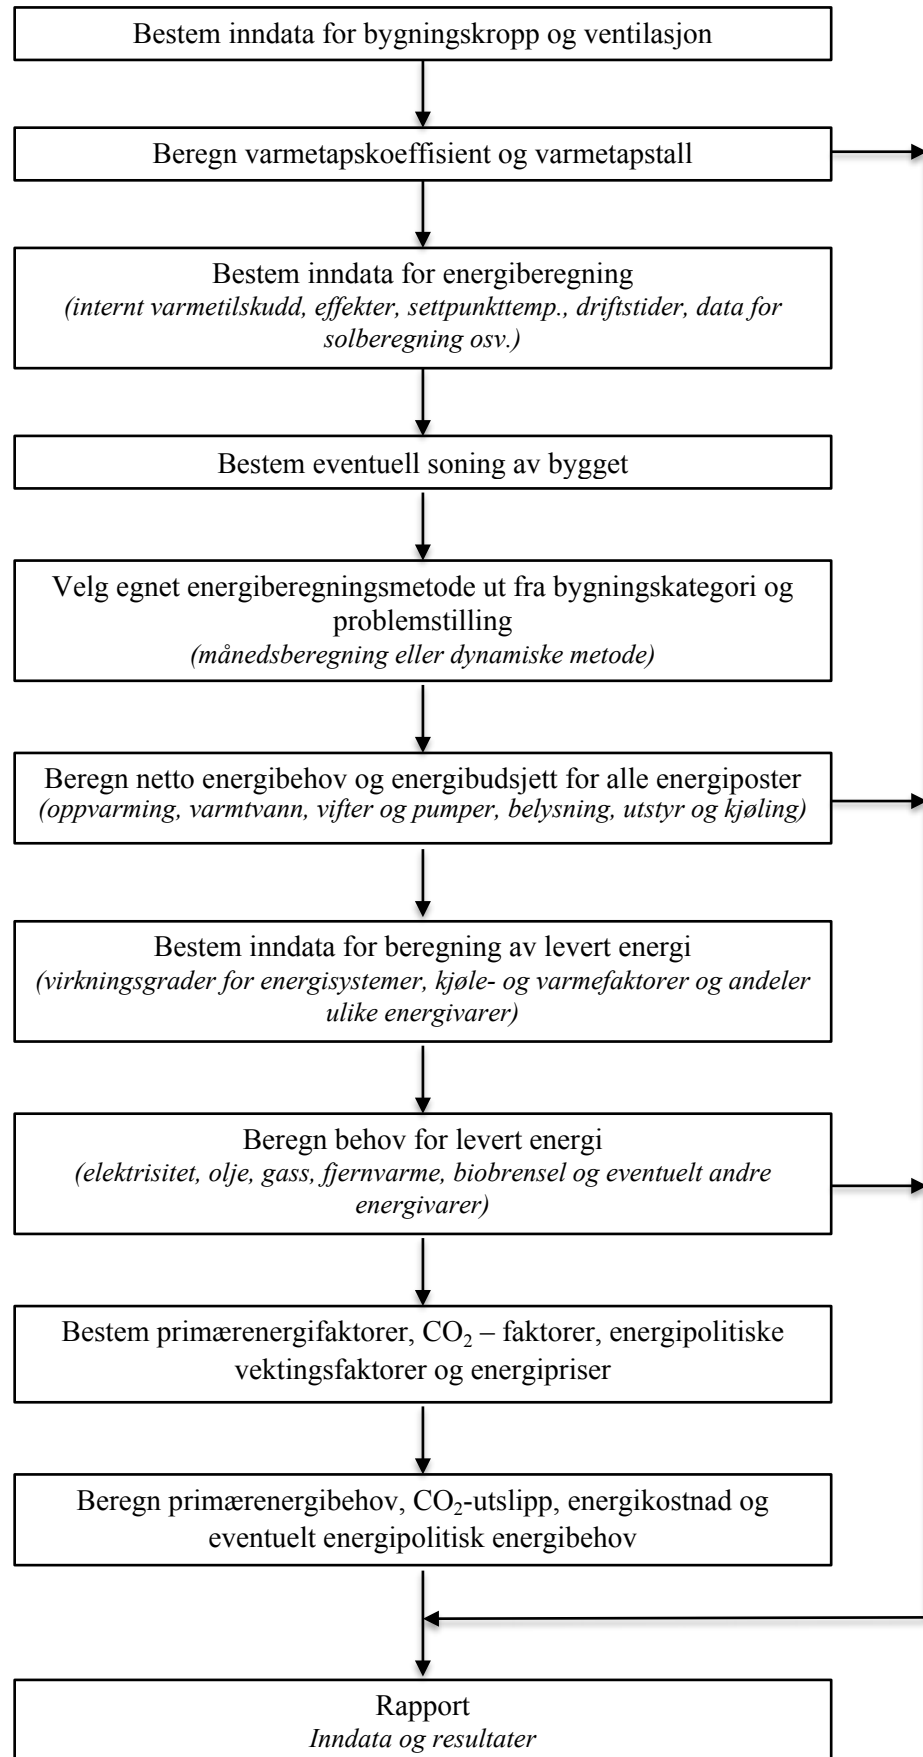 Bestem inndata for bygningskropp og ventilasjon
Beregn varmetapskoeffisient og varmetapstall
Bestem inndata for energiberegning
(internt varmetilskudd, effekter, settpunkttemp., driftstider, data for
solberegning osv.)
Bestem eventuell soning av bygget
Velg egnet energiberegningsmetode ut fra bygningskategori og
problemstilling
(månedsberegning eller dynamiske metode)
Beregn netto energibehov og energibudsjett for alle energiposter
(oppvarming, varmtvann, vifter og pumper, belysning, utstyr og kjøling)
Bestem inndata for beregning av levert energi
(virkningsgrader for energisystemer, kjøle- og varmefaktorer og andeler
ulike energivarer)
Beregn behov for levert energi
(elektrisitet, olje, gass, fjernvarme, biobrensel og eventuelt andre
energivarer)
Bestem primærenergifaktorer, CO₂ – faktorer, energipolitiske
vektingsfaktorer og energipriser
Beregn primærenergibehov, CO₂-utslipp, energikostnad og
eventuelt energipolitisk energibehov
Rapport
Inndata og resultater